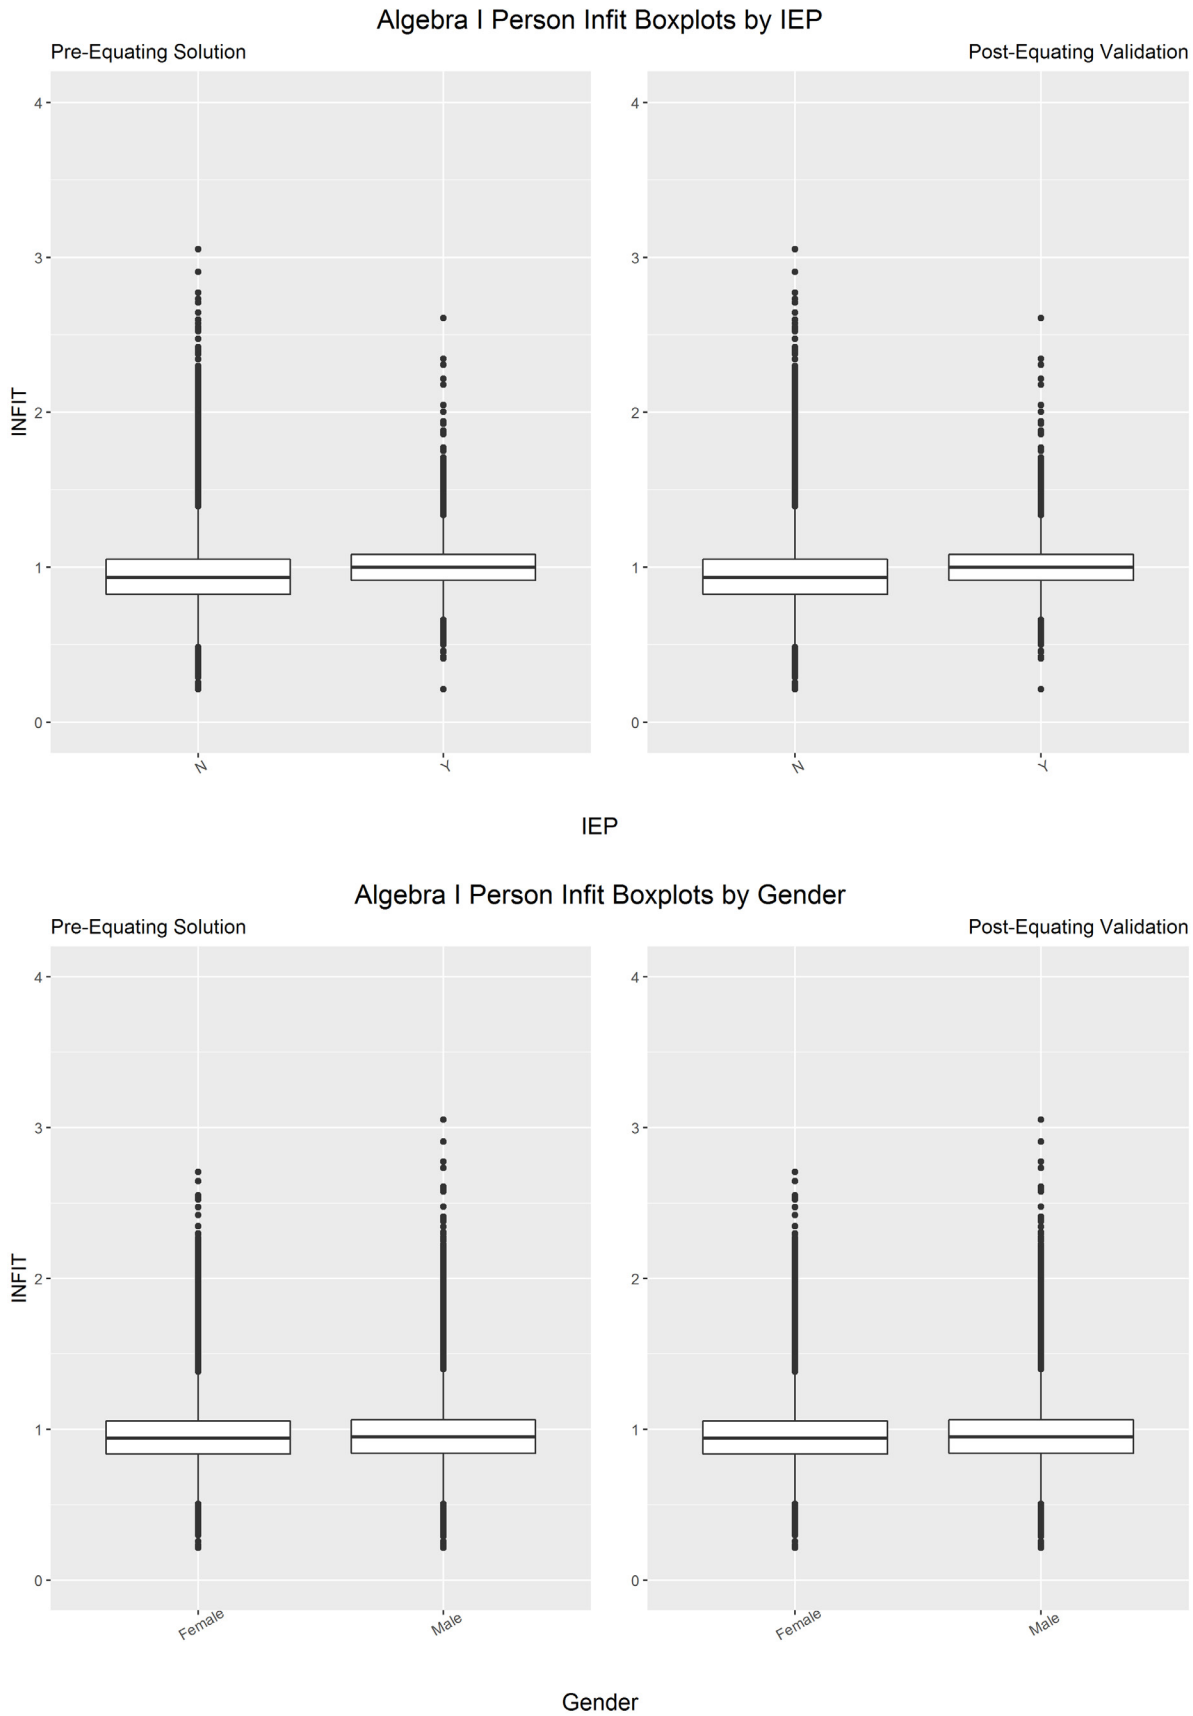 Algebra I Person Infit Boxplots by IEP
Pre-Equating Solution
Post-Equating Validation
4
3
2
1
0
INFIT
N
Y
4
3
2
1
0
N
Y
IEP
Algebra I Person Infit Boxplots by Gender
Pre-Equating Solution
Post-Equating Validation
4
3
2
1
0
INFIT
Female
Male
4
3
2
1
0
Female
Male
Gender